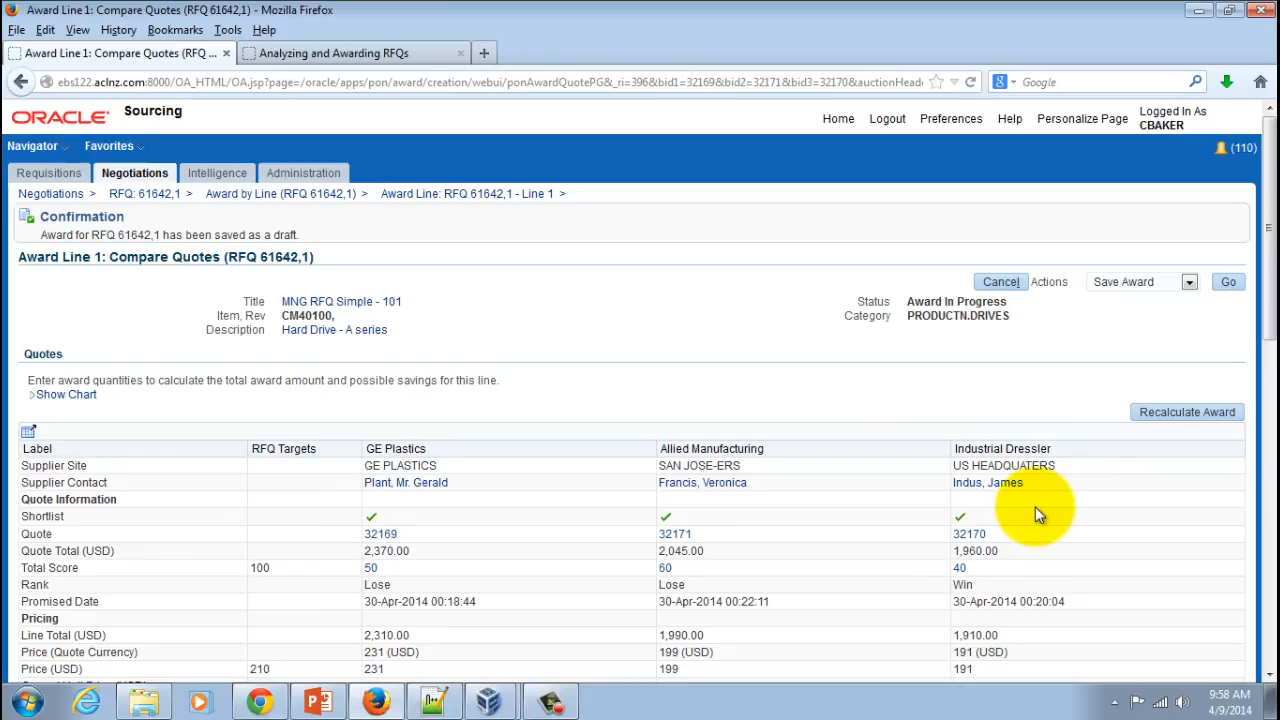 Award Line 1: Compare Quotes (RFQ 61642,1) - Mozilla Firefox
File Edit View History Bookmarks Tools Help
Award Line 1: Compare Quotes (RFQ ... × Analyzing and Awarding RFQs × +
ebs122.aclnz.com:8000/OA_HTML/OA.jsp?page=/oracle/apps/pon/award/creation/webui/ponAwardQuotePG&_ri=396&bid1=32169&bid2=32171&bid3=32170&auctionHeade Google
ORACLE Sourcing
Home Logout Preferences Help Personalize Page Logged In As
CBAKER
Navigator Favorites (110)
Requisitions Negotiations Intelligence Administration
Negotiations > RFQ: 61642,1 > Award by Line (RFQ 61642,1) > Award Line: RFQ 61642,1 - Line 1 >
Confirmation
Award for RFQ 61642,1 has been saved as a draft.
Award Line 1: Compare Quotes (RFQ 61642,1)
Cancel Actions Save Award Go
Title MNG RFQ Simple - 101 Status Award In Progress
Item, Rev CM40100, Category PRODUCTN.DRIVES
Description Hard Drive - A series
Quotes
Enter award quantities to calculate the total award amount and possible savings for this line.
Show Chart
Recalculate Award
Label RFQ Targets GE Plastics Allied Manufacturing Industrial Dressler
Supplier Site GE PLASTICS SAN JOSE-ERS US HEADQUATERS
Supplier Contact Plant, Mr. Gerald Francis, Veronica Indus, James
Quote Information
Shortlist
Quote 32169 32171 32170
Quote Total (USD) 2,370.00 2,045.00 1,960.00
Total Score 100 50 60 40
Rank Lose Lose Win
Promised Date 30-Apr-2014 00:18:44 30-Apr-2014 00:22:11 30-Apr-2014 00:20:04
Pricing
Line Total (USD) 2,310.00 1,990.00 1,910.00
Price (Quote Currency) 231 (USD) 199 (USD) 191 (USD)
Price (USD) 210 231 199 191
9:58 AM
4/9/2014